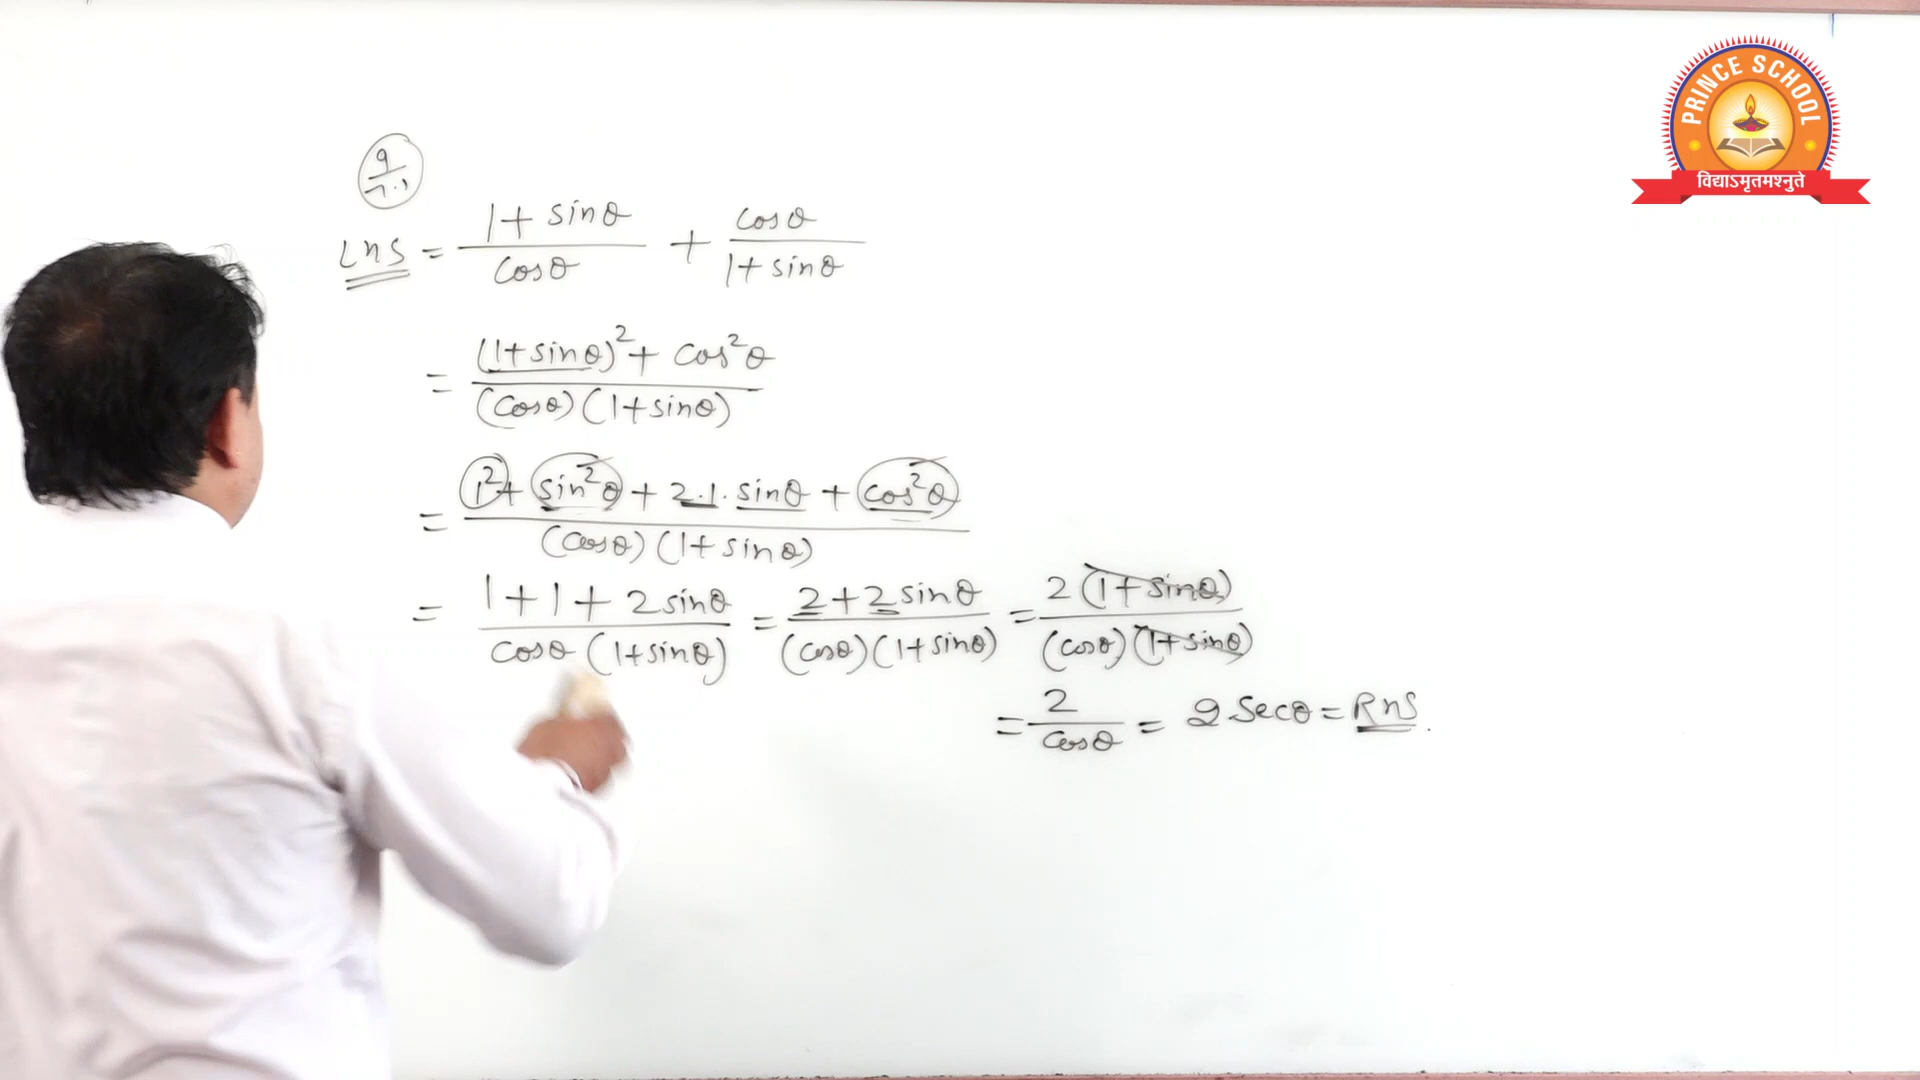 PRINCE SCHOOL
विद्याऽमृतमश्नुते
9/7.1
LHS = (1 + sinθ)/cosθ + cosθ/(1 + sinθ)
= ((1+sinθ)² + cos²θ)/((cosθ)(1+sinθ))
= (1² + sin²θ + 2.1.sinθ + cos²θ)/((cosθ)(1+sinθ))
= (1+1+2sinθ)/(cosθ(1+sinθ)) = (2+2sinθ)/((cosθ)(1+sinθ)) = 2(1+sinθ)/((cosθ)(1+sinθ))
= 2/cosθ = 2 Secθ = RHS.